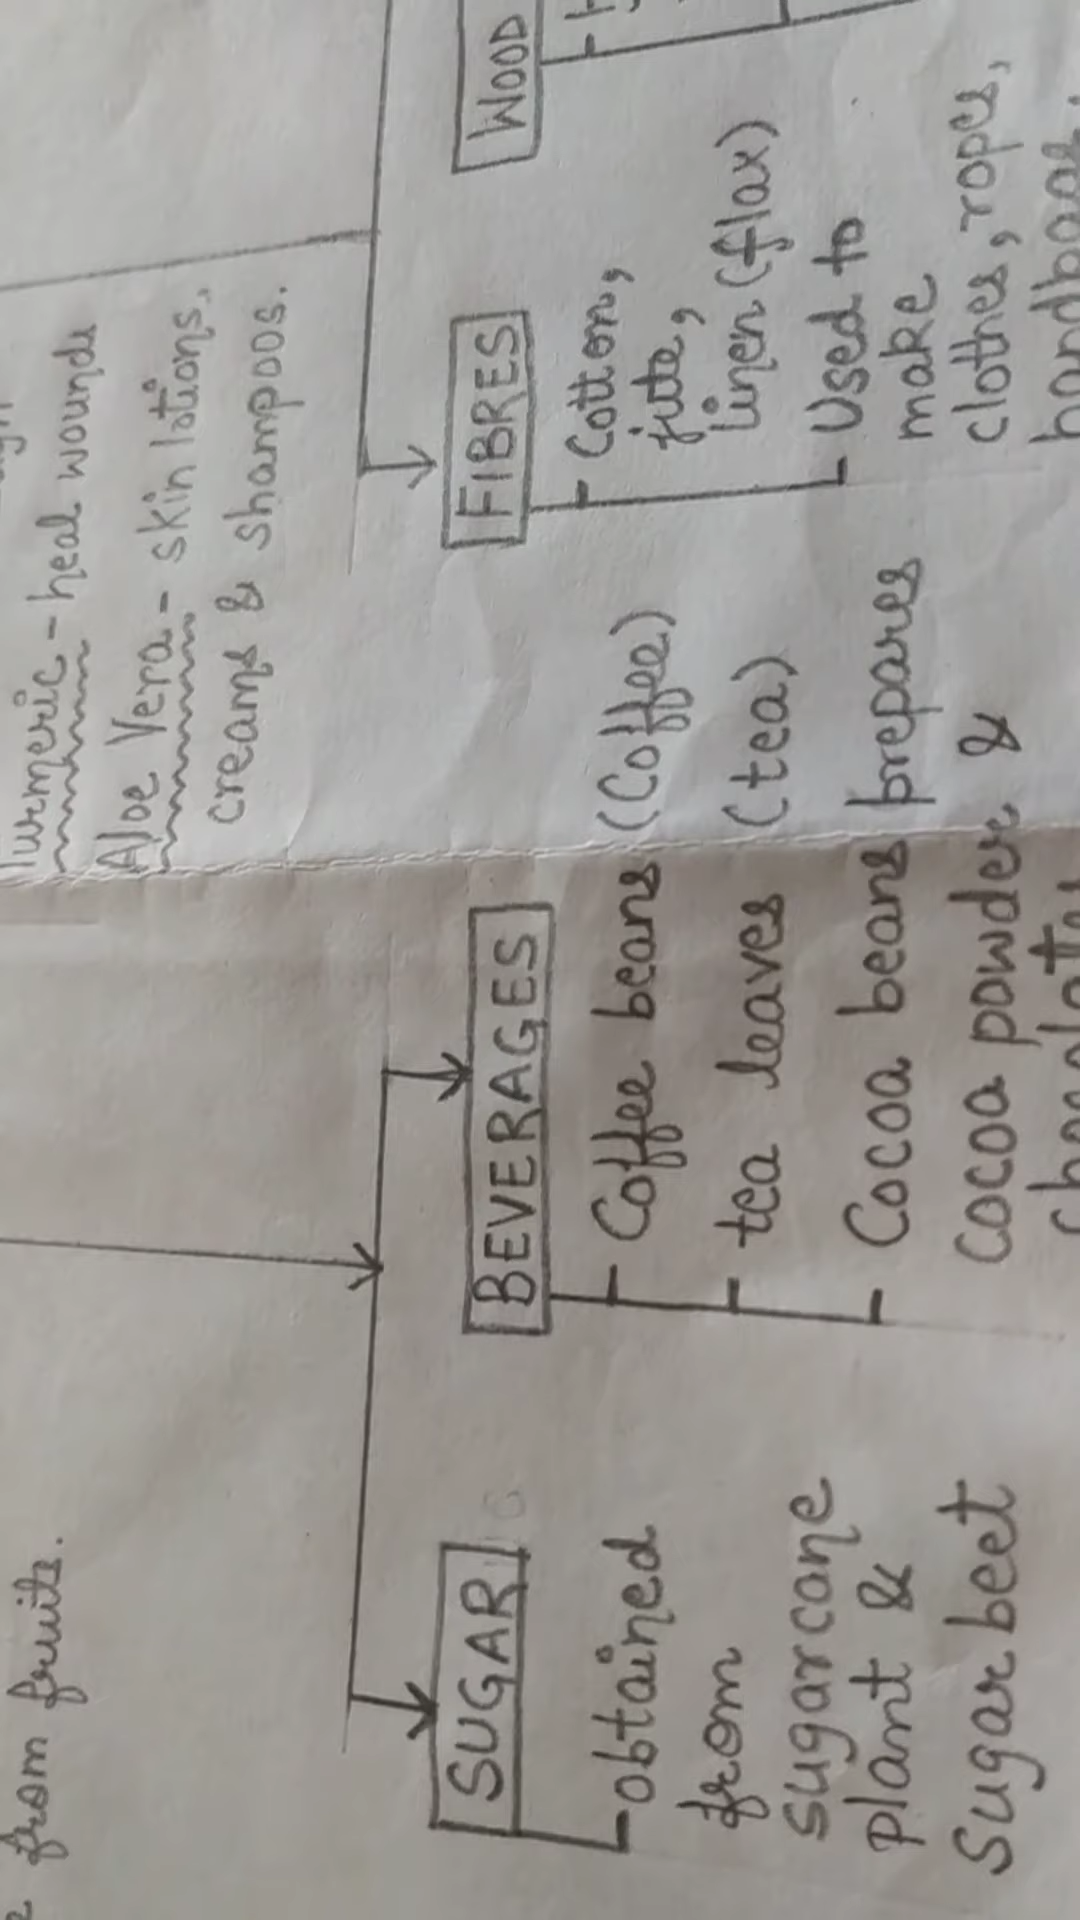 from fruits.
Turmeric - heal wounds
Aloe Vera - skin lotions,
creams & shampoos.
SUGAR
- obtained
from
sugarcane
plant &
Sugar beet
BEVERAGES
- Coffee beans (Coffee)
- tea leaves (tea)
- Cocoa beans prepares
cocoa powder &
FIBRES
- Cotton,
jute,
linen (flax)
- Used to
make
clothes, ropes,
handbags.
WOOD